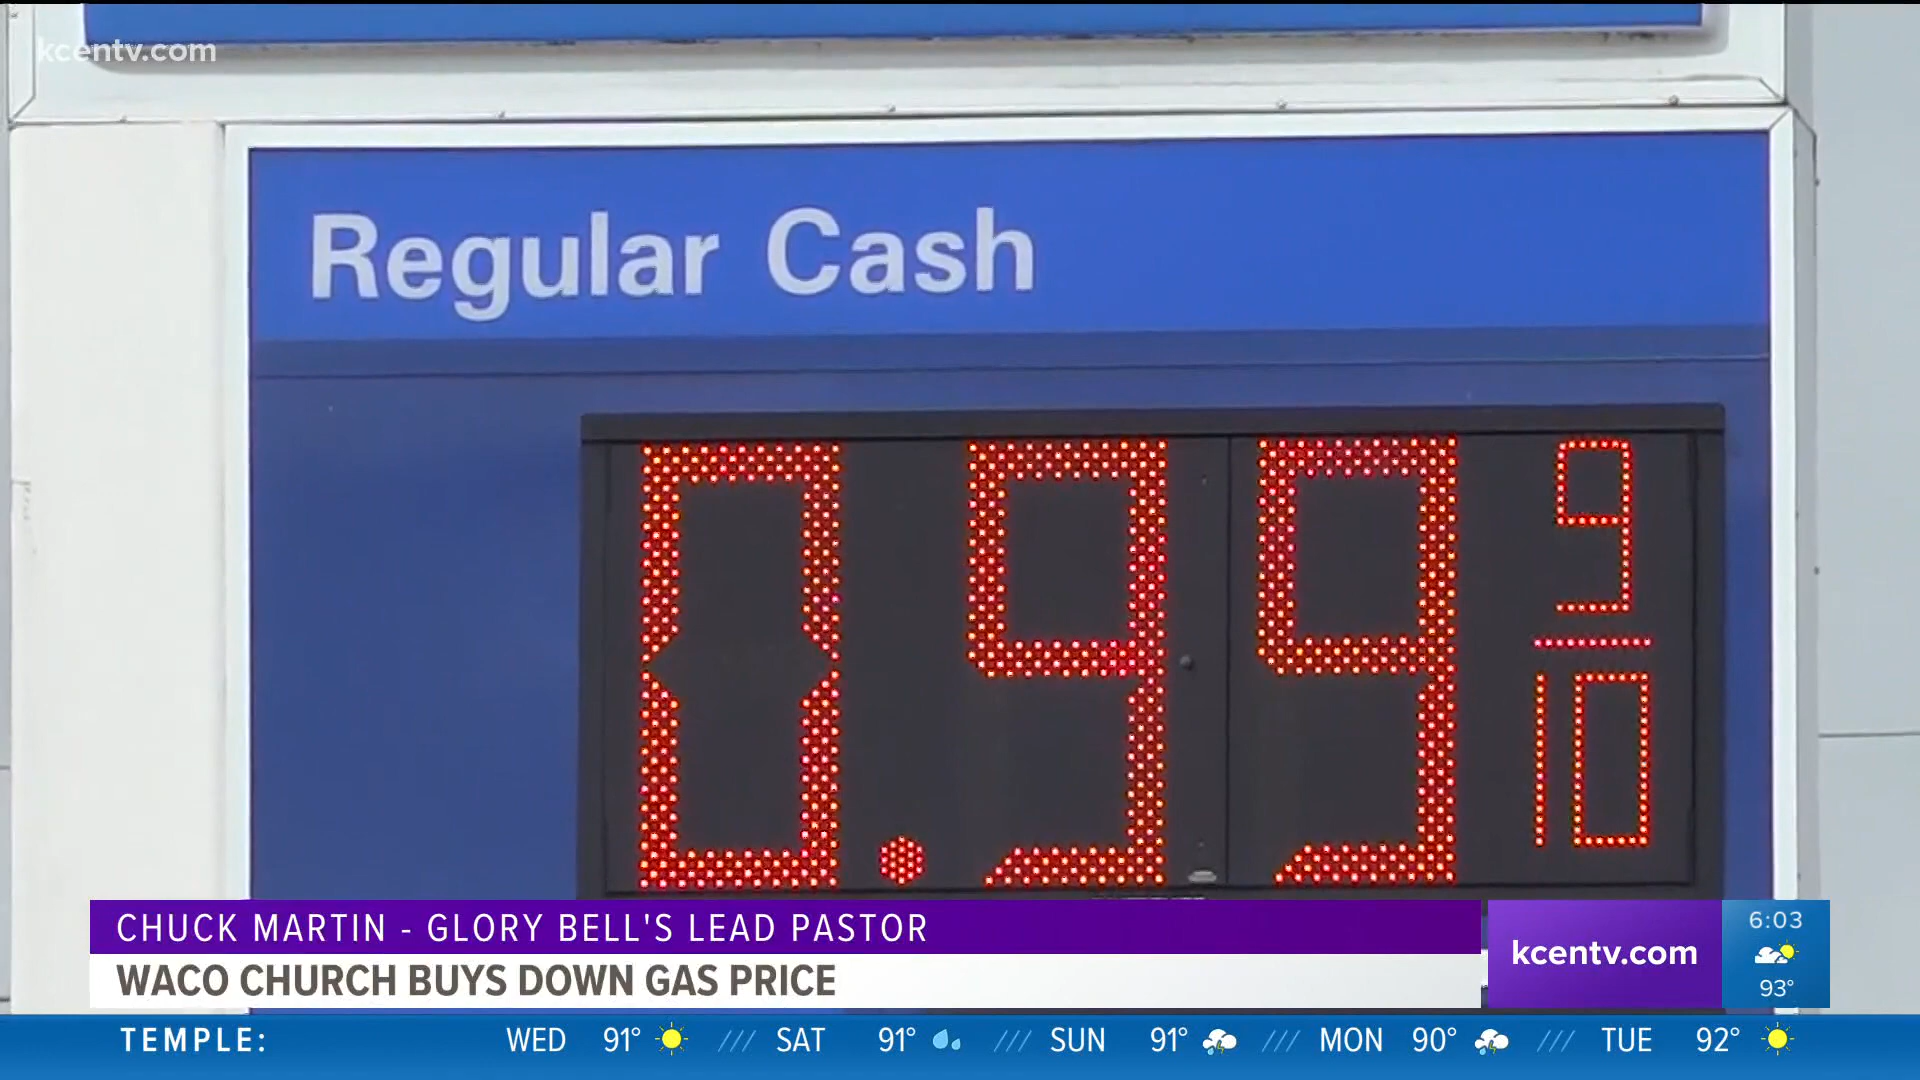 kcentv.com
Regular Cash
0.99 9/10
CHUCK MARTIN - GLORY BELL'S LEAD PASTOR
WACO CHURCH BUYS DOWN GAS PRICE
kcentv.com
6:03
93°
TEMPLE: WED 91° /// SAT 91° /// SUN 91° /// MON 90° /// TUE 92°